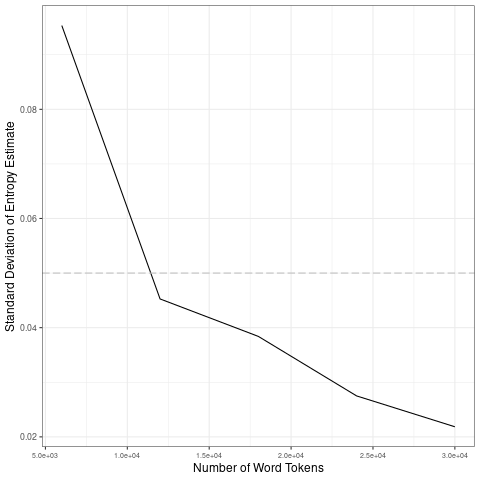 Standard Deviation of Entropy Estimate
0.08
0.06
0.04
0.02
5.0e+03 1.0e+04 1.5e+04 2.0e+04 2.5e+04 3.0e+04
Number of Word Tokens